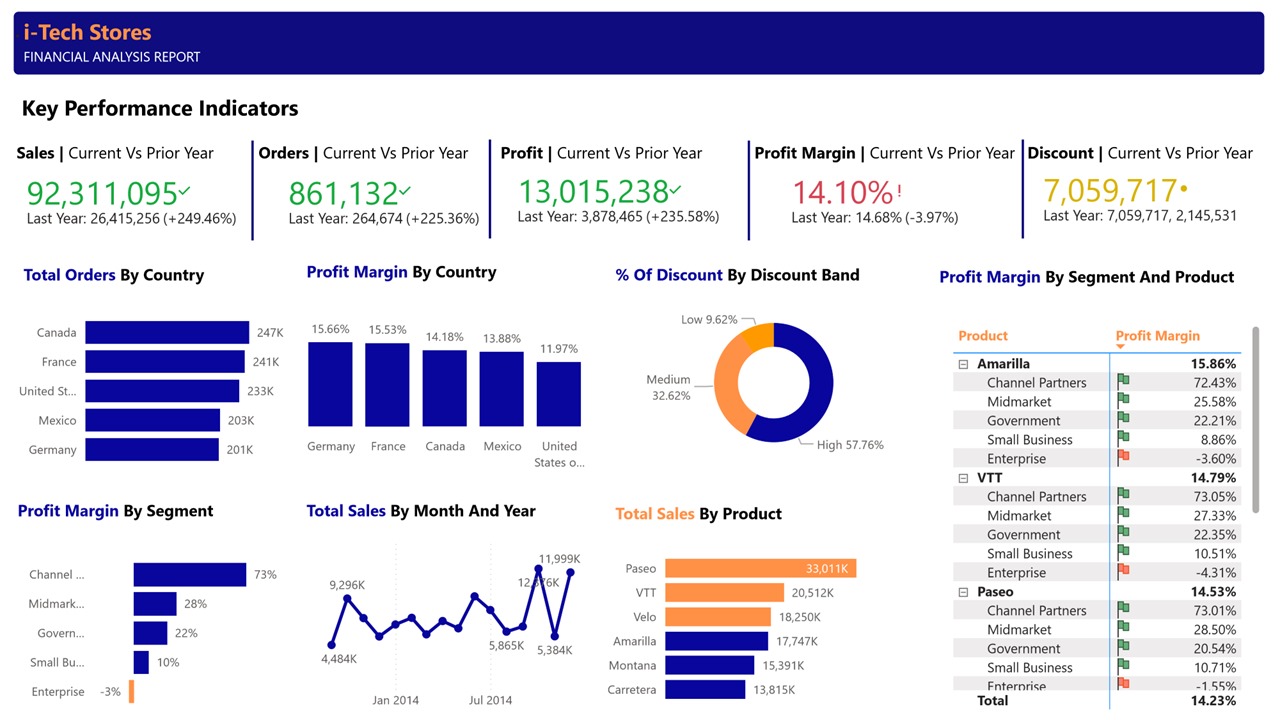 i-Tech Stores
FINANCIAL ANALYSIS REPORT
Key Performance Indicators
Sales | Current Vs Prior Year
92,311,095✓
Last Year: 26,415,256 (+249.46%)
Orders | Current Vs Prior Year
861,132✓
Last Year: 264,674 (+225.36%)
Profit | Current Vs Prior Year
13,015,238✓
Last Year: 3,878,465 (+235.58%)
Profit Margin | Current Vs Prior Year
14.10%!
Last Year: 14.68% (-3.97%)
Discount | Current Vs Prior Year
7,059,717
Last Year: 7,059,717, 2,145,531
Total Orders By Country
Canada 247K
France 241K
United St... 233K
Mexico 203K
Germany 201K
Profit Margin By Country
15.66% 15.53% 14.18% 13.88% 11.97%
Germany France Canada Mexico United
States o...
% Of Discount By Discount Band
Low 9.62%
Medium
32.62%
High 57.76%
Profit Margin By Segment And Product
Product Profit Margin
Amarilla 15.86%
Channel Partners 72.43%
Midmarket 25.58%
Government 22.21%
Small Business 8.86%
Enterprise -3.60%
VTT 14.79%
Channel Partners 73.05%
Midmarket 27.33%
Government 22.35%
Small Business 10.51%
Enterprise -4.31%
Paseo 14.53%
Channel Partners 73.01%
Midmarket 28.50%
Government 20.54%
Small Business 10.71%
Enterprise -1.55%
Total 14.23%
Profit Margin By Segment
Channel ... 73%
Midmark... 28%
Govern... 22%
Small Bu... 10%
Enterprise -3%
Total Sales By Month And Year
11,999K
9,296K
5,865K
5,384K
4,484K
Jan 2014 Jul 2014
Total Sales By Product
Paseo 33,011K
VTT 20,512K
Velo 18,250K
Amarilla 17,747K
Montana 15,391K
Carretera 13,815K